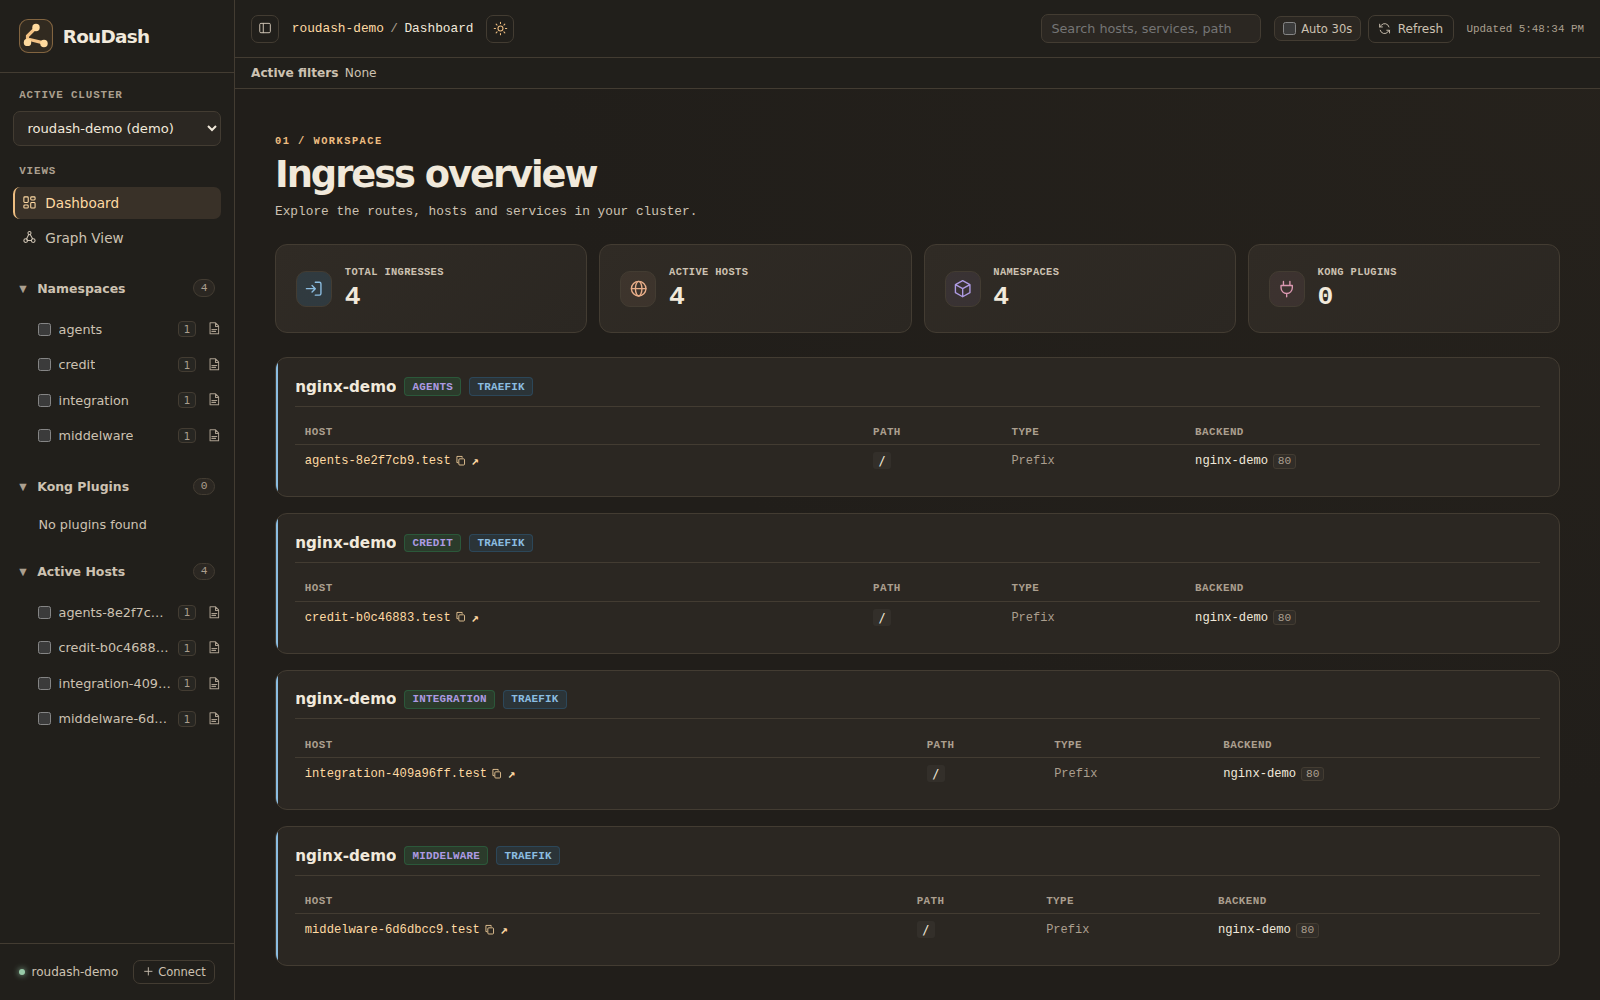 RouDash
ACTIVE CLUSTER
roudash-demo (demo)
VIEWS
Dashboard
Graph View
Namespaces 4
agents 1
credit 1
integration 1
middelware 1
Kong Plugins 0
No plugins found
Active Hosts 4
agents-8e2f7c... 1
credit-b0c4688... 1
integration-409... 1
middelware-6d... 1
roudash-demo + Connect
roudash-demo / Dashboard
Search hosts, services, path
Auto 30s
Refresh
Updated 5:48:34 PM
Active filters None
01 / WORKSPACE
Ingress overview
Explore the routes, hosts and services in your cluster.
TOTAL INGRESSES
4
ACTIVE HOSTS
4
NAMESPACES
4
KONG PLUGINS
0
nginx-demo AGENTS TRAEFIK
HOST PATH TYPE BACKEND
agents-8e2f7cb9.test ↗ / Prefix nginx-demo 80
nginx-demo CREDIT TRAEFIK
HOST PATH TYPE BACKEND
credit-b0c46883.test ↗ / Prefix nginx-demo 80
nginx-demo INTEGRATION TRAEFIK
HOST PATH TYPE BACKEND
integration-409a96ff.test ↗ / Prefix nginx-demo 80
nginx-demo MIDDELWARE TRAEFIK
HOST PATH TYPE BACKEND
middelware-6d6dbcc9.test ↗ / Prefix nginx-demo 80